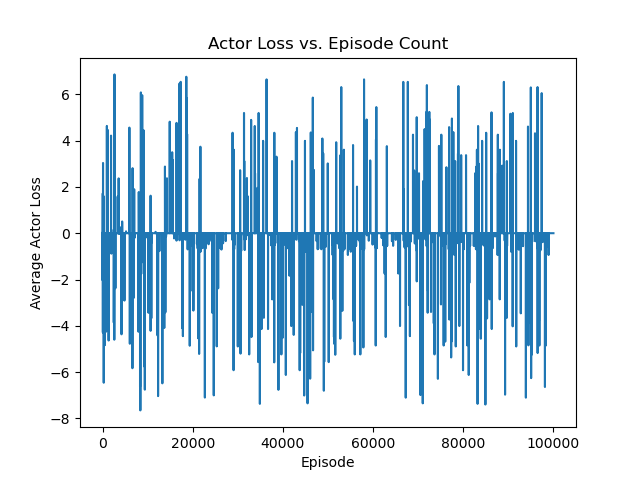 Actor Loss vs. Episode Count
6
4
2
0
−2
−4
−6
−8
Average Actor Loss
0 20000 40000 60000 80000 100000
Episode